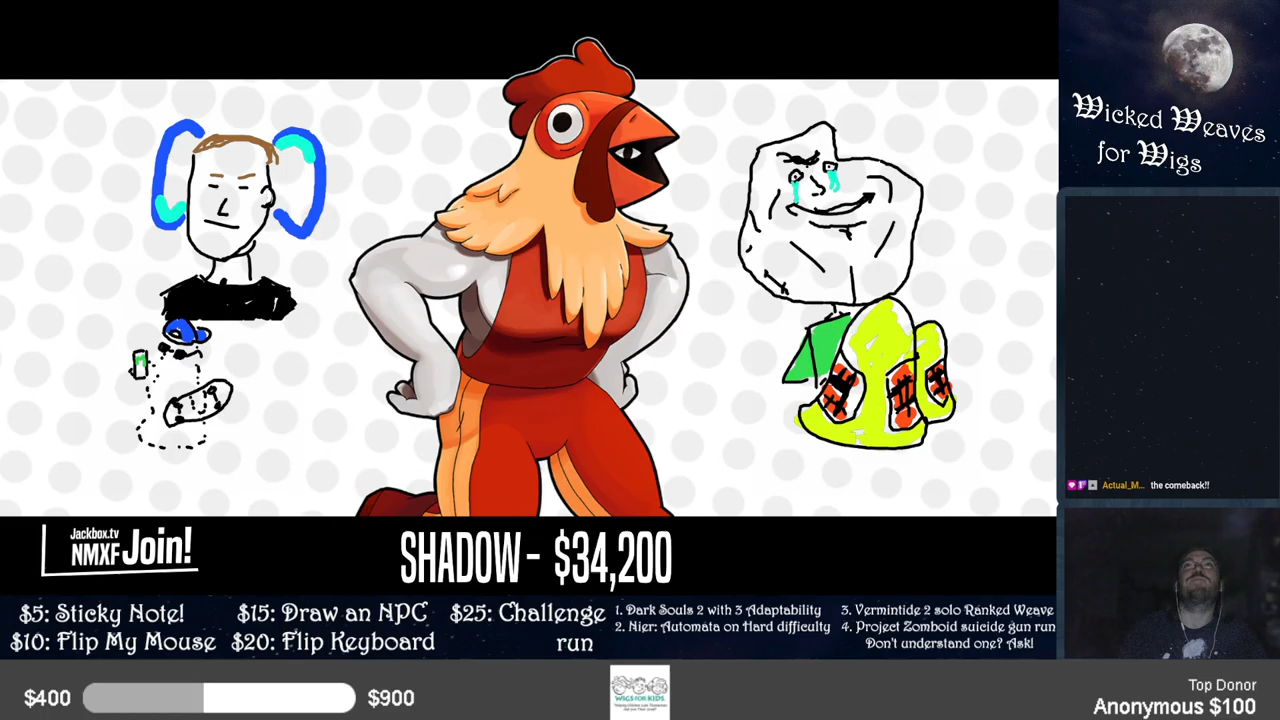 Wicked Weaves
for Wigs
Actual_M... the comeback!!
Jackbox.tv
NMXF Join!
SHADOW - $34,200
$5: Sticky Note!
$15: Draw an NPC
$25: Challenge
run
$10: Flip My Mouse
$20: Flip Keyboard
1. Dark Souls 2 with 3 Adaptability
2. Nier: Automata on Hard difficulty
3. Vermintide 2 solo Ranked Weave
4. Project Zomboid suicide gun run
Don't understand one? Ask!
$400
$900
WIGS FOR KIDS
Top Donor
Anonymous $100